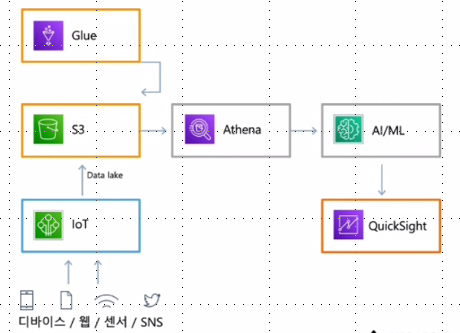 Glue
S3
Athena
AI/ML
Data lake
IoT
QuickSight
디바이스 / 웹 / 센서 / SNS